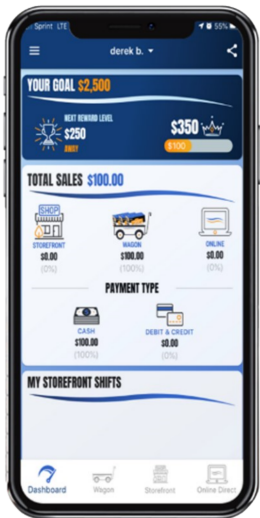 Sprint LTE 55%
derek b.
YOUR GOAL $2,500
NEXT REWARD LEVEL
$250
AWAY
$350
$100
TOTAL SALES $100.00
SHOP
STOREFRONT
$0.00
(0%)
WAGON
$100.00
(100%)
ONLINE
$0.00
(0%)
PAYMENT TYPE
CASH
$100.00
(100%)
DEBIT & CREDIT
$0.00
(0%)
MY STOREFRONT SHIFTS
Dashboard Wagon Storefront Online Direct